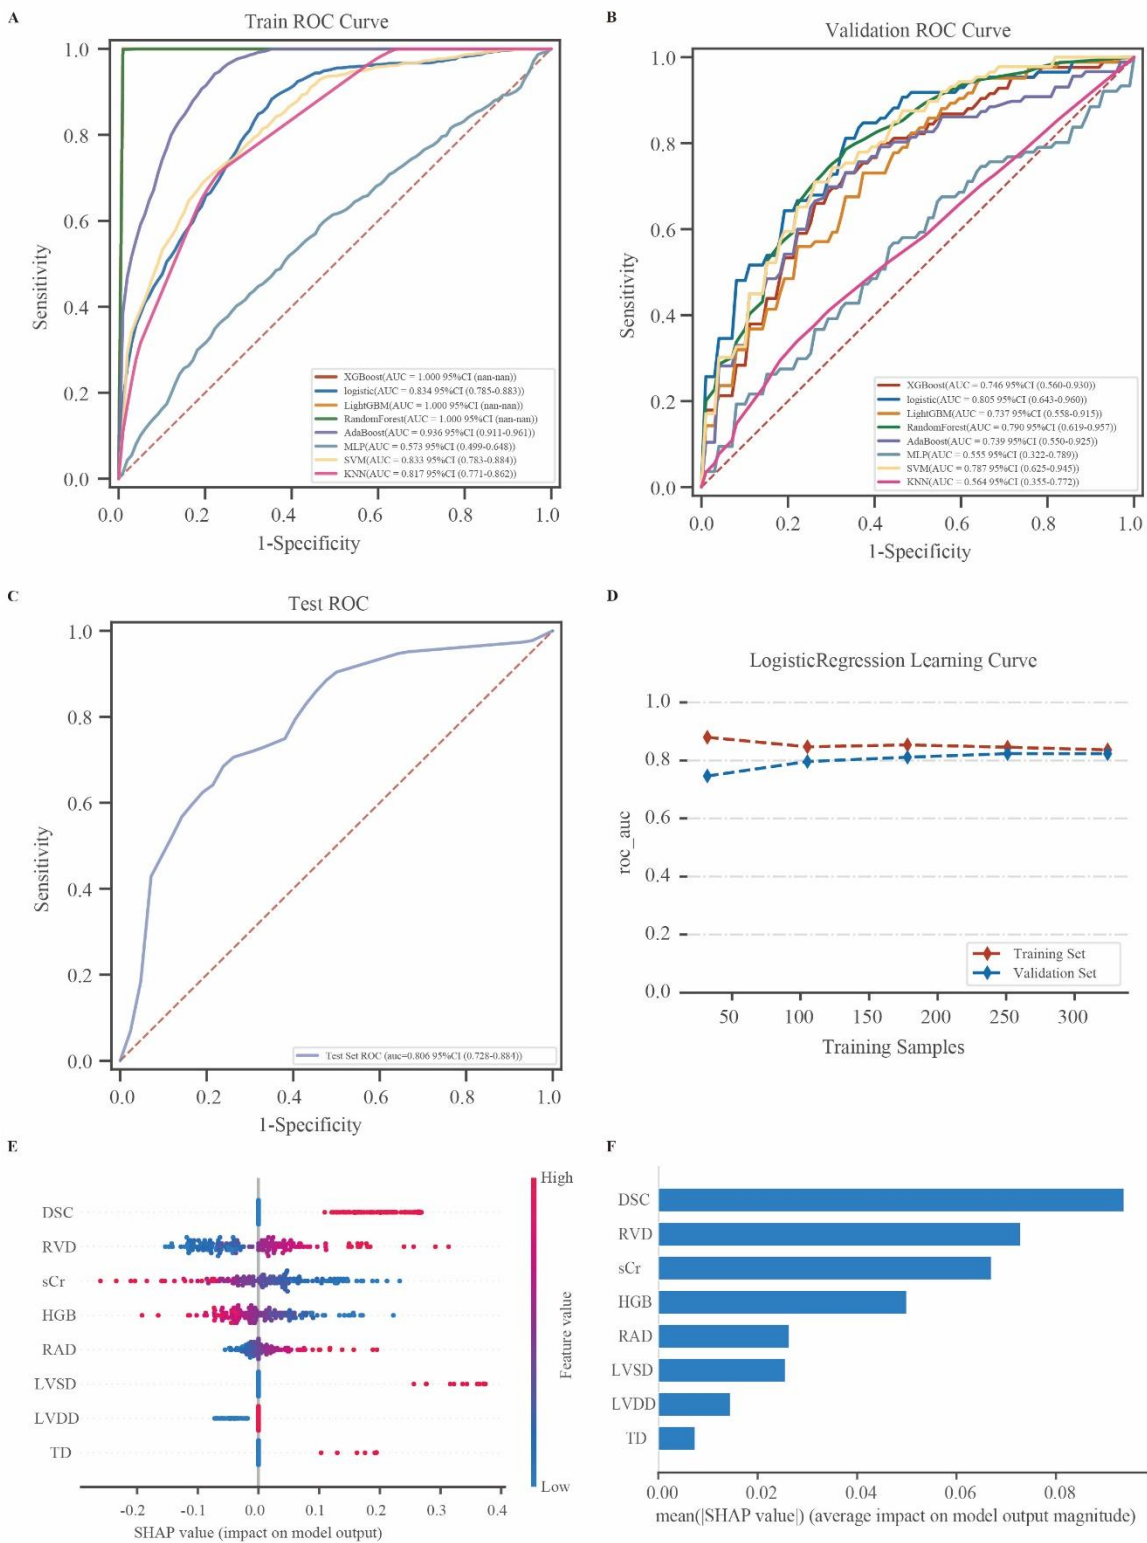 A
Train ROC Curve
1.0
0.8
0.6
0.4
0.2
0.0
Sensitivity
XGBoost(AUC = 1.000 95%CI (nan-nan))
logistic(AUC = 0.834 95%CI (0.785-0.883))
LightGBM(AUC = 1.000 95%CI (nan-nan))
RandomForest(AUC = 1.000 95%CI (nan-nan))
AdaBoost(AUC = 0.936 95%CI (0.911-0.961))
MLP(AUC = 0.573 95%CI (0.499-0.648))
SVM(AUC = 0.833 95%CI (0.783-0.884))
KNN(AUC = 0.817 95%CI (0.771-0.862))
0.0 0.2 0.4 0.6 0.8 1.0
1-Specificity
B
Validation ROC Curve
1.0
0.8
0.6
0.4
0.2
0.0
Sensitivity
XGBoost(AUC = 0.746 95%CI (0.560-0.930))
logistic(AUC = 0.805 95%CI (0.643-0.960))
LightGBM(AUC = 0.737 95%CI (0.558-0.915))
RandomForest(AUC = 0.790 95%CI (0.619-0.957))
AdaBoost(AUC = 0.739 95%CI (0.550-0.925))
MLP(AUC = 0.555 95%CI (0.322-0.789))
SVM(AUC = 0.787 95%CI (0.625-0.945))
KNN(AUC = 0.564 95%CI (0.355-0.772))
0.0 0.2 0.4 0.6 0.8 1.0
1-Specificity
C
Test ROC
1.0
0.8
0.6
0.4
0.2
0.0
Sensitivity
Test Set ROC (auc=0.806 95%CI (0.728-0.884))
0.0 0.2 0.4 0.6 0.8 1.0
1-Specificity
D
LogisticRegression Learning Curve
1.0
0.8
0.6
0.4
0.2
0.0
roc_auc
Training Set
Validation Set
50 100 150 200 250 300
Training Samples
E
High
DSC
RVD
sCr
HGB
RAD
LVSD
LVDD
TD
Feature value
Low
-0.2 -0.1 0.0 0.1 0.2 0.3 0.4
SHAP value (impact on model output)
F
DSC
RVD
sCr
HGB
RAD
LVSD
LVDD
TD
0.00 0.02 0.04 0.06 0.08
mean(|SHAP value|) (average impact on model output magnitude)